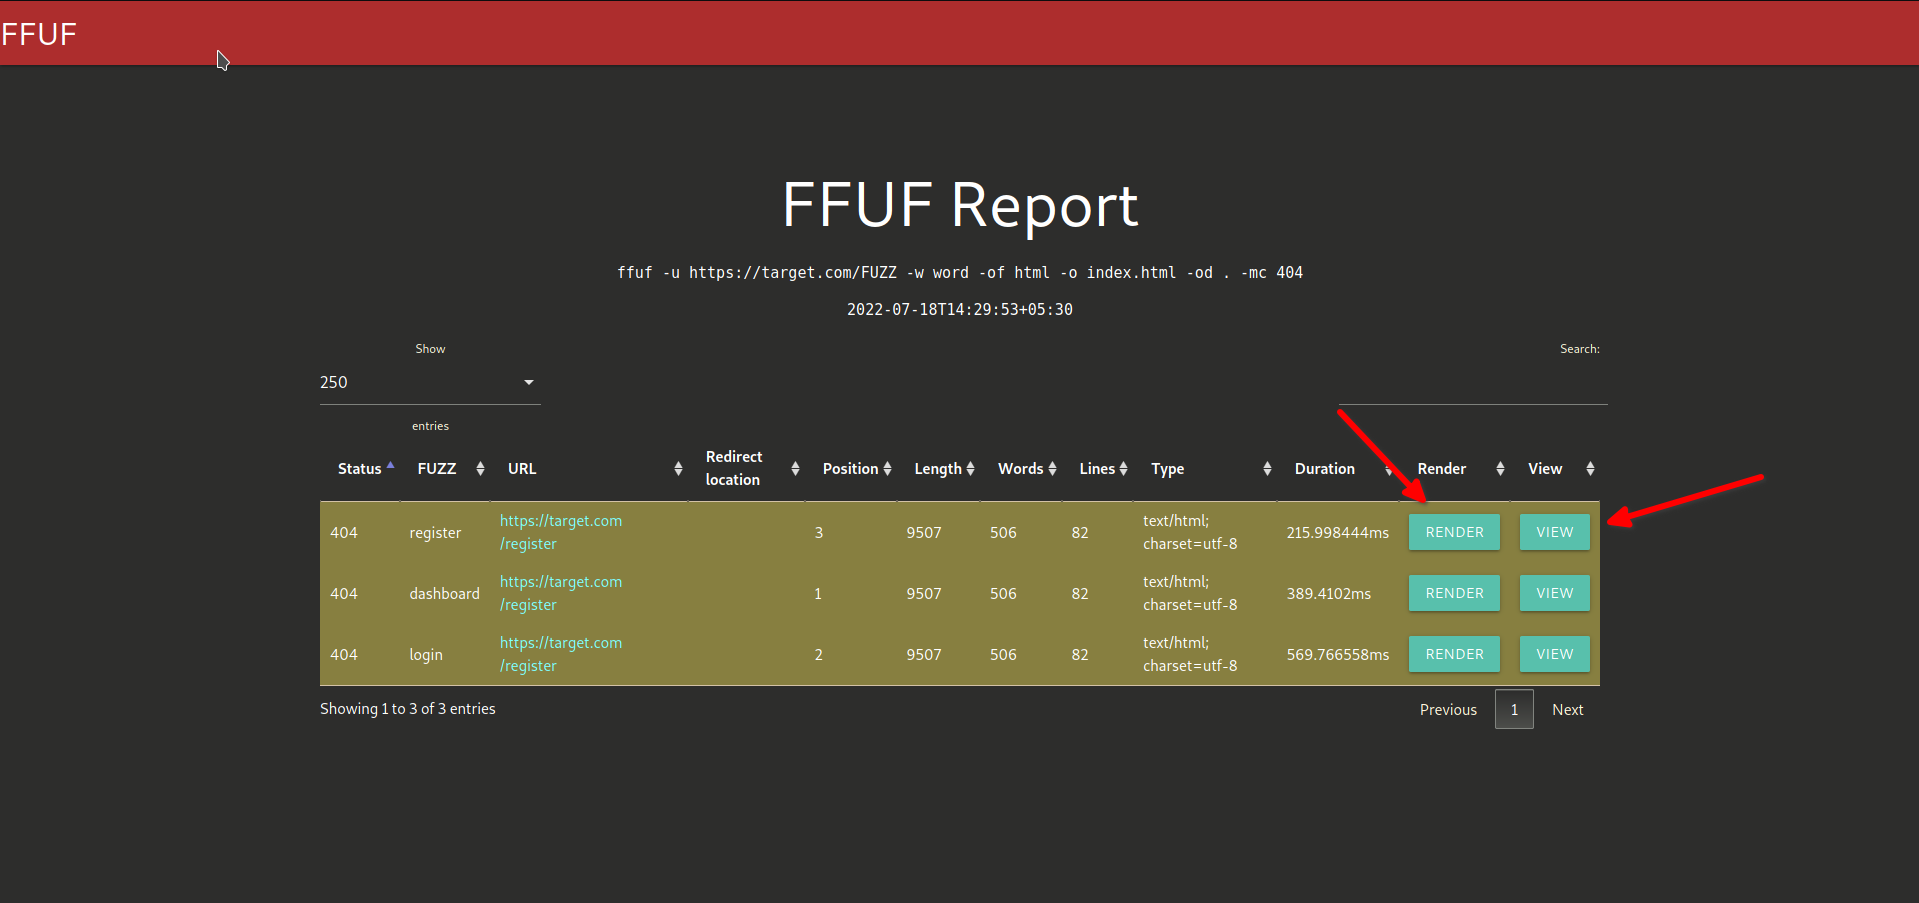 FFUF
FFUF Report
ffuf -u https://target.com/FUZZ -w word -of html -o index.html -od . -mc 404
2022-07-18T14:29:53+05:30
Show
Search:
250
entries
Status FUZZ URL Redirect location Position Length Words Lines Type Duration Render View
404 register https://target.com/register 3 9507 506 82 text/html; charset=utf-8 215.998444ms RENDER VIEW
404 dashboard https://target.com/register 1 9507 506 82 text/html; charset=utf-8 389.4102ms RENDER VIEW
404 login https://target.com/register 2 9507 506 82 text/html; charset=utf-8 569.766558ms RENDER VIEW
Showing 1 to 3 of 3 entries
Previous 1 Next